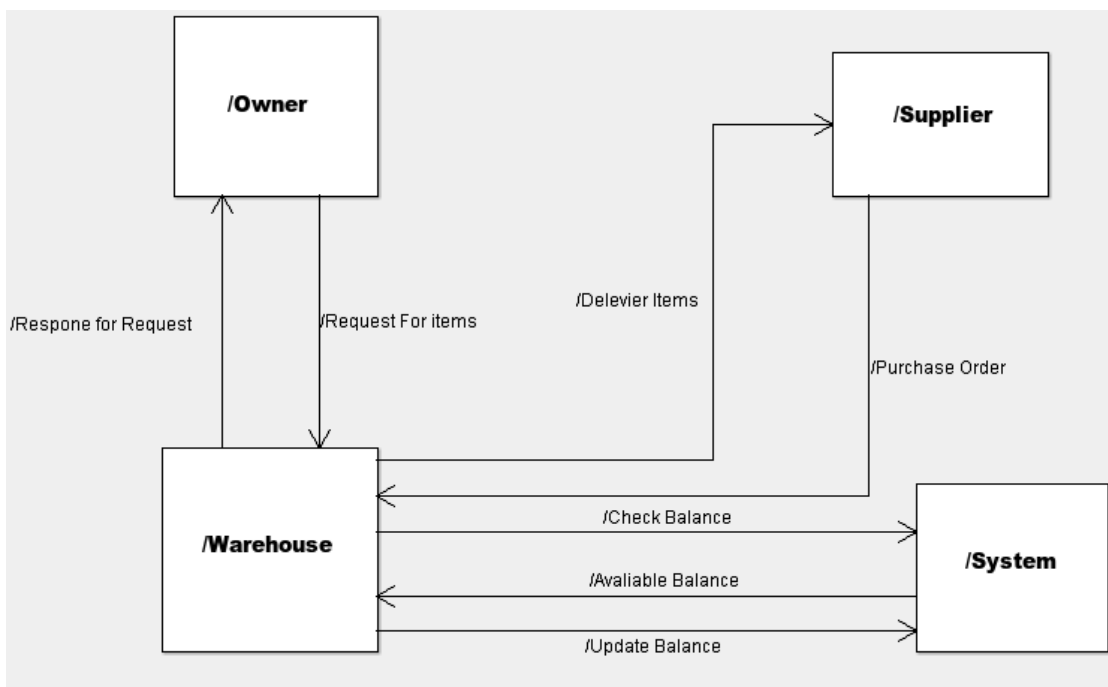 /Owner
/Supplier
/Delevier Items
/Respone for Request
/Request For items
/Purchase Order
/Check Balance
/Warehouse
/System
/Avaliable Balance
/Update Balance